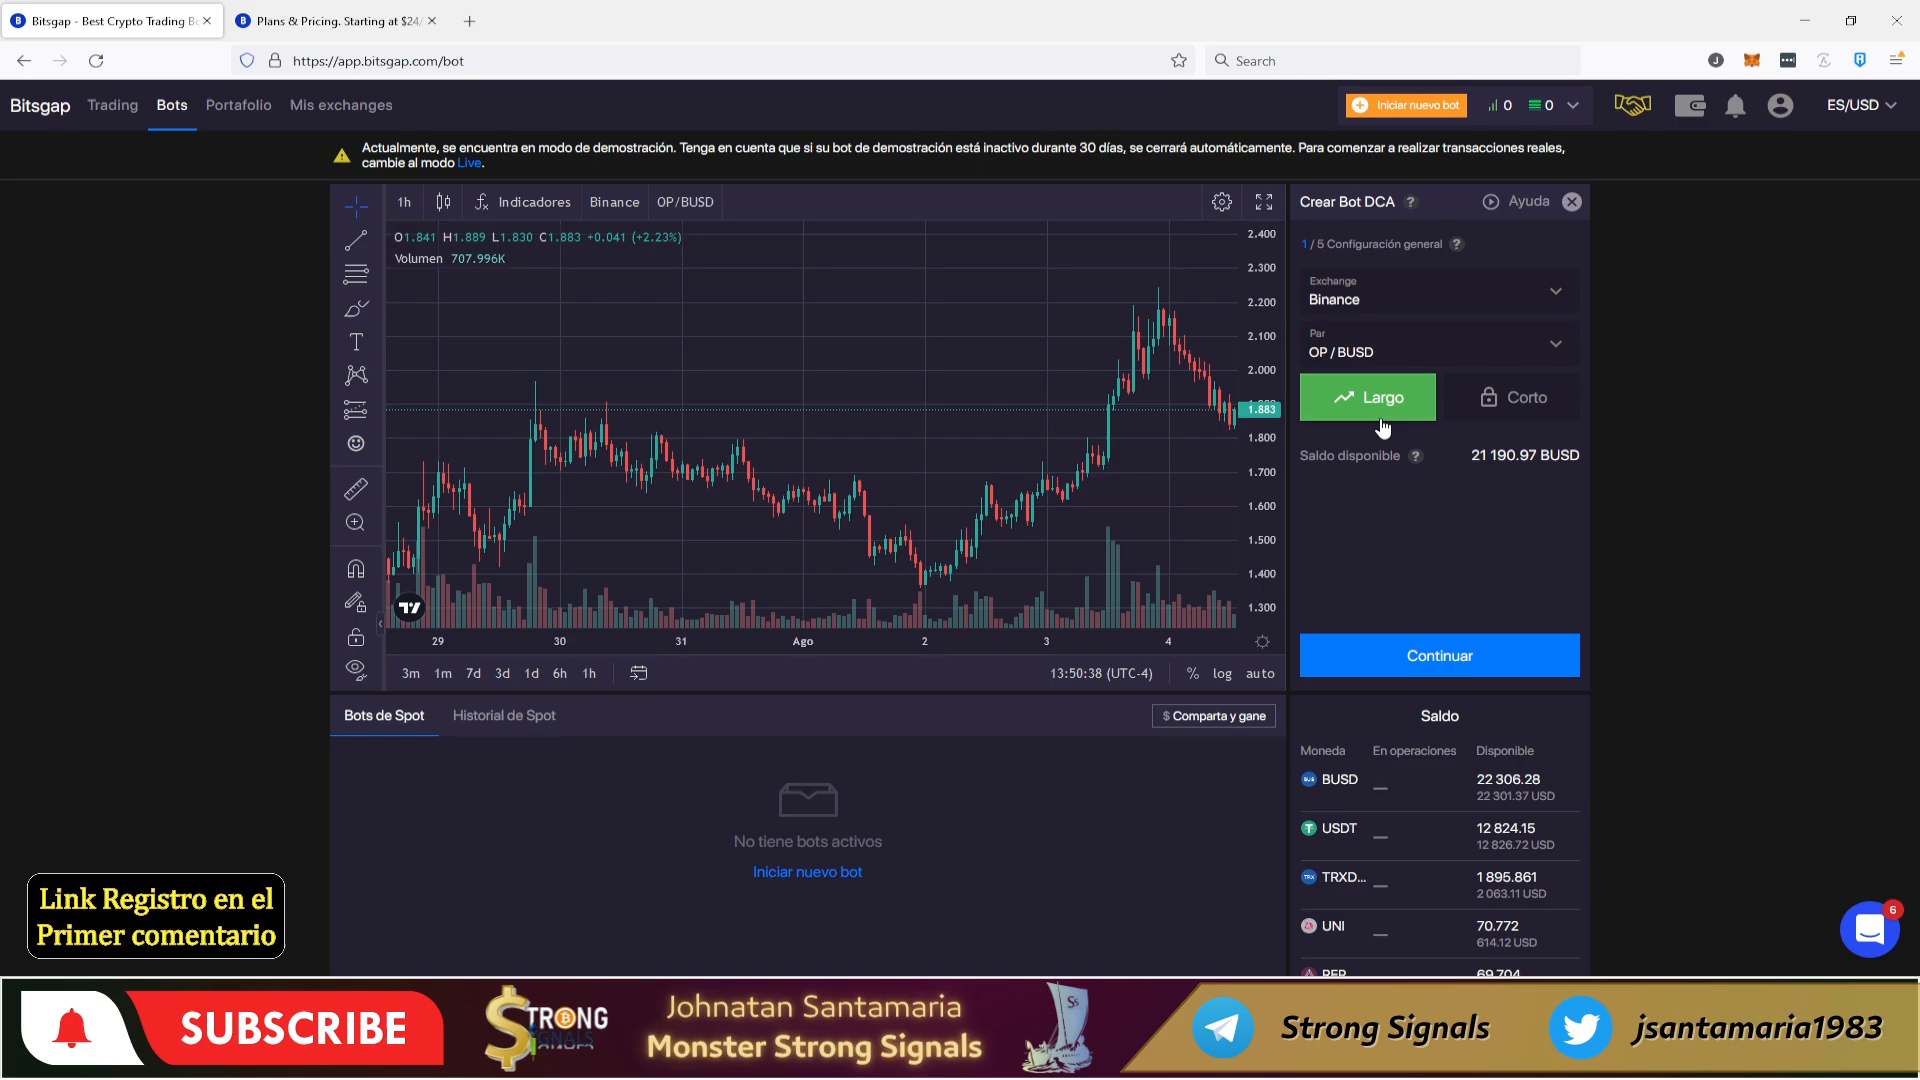 Bitsgap - Best Crypto Trading B
Plans & Pricing. Starting at $24/
https://app.bitsgap.com/bot
Search
Bitsgap
Trading
Bots
Portafolio
Mis exchanges
Iniciar nuevo bot
0
0
ES/USD
Actualmente, se encuentra en modo de demostración. Tenga en cuenta que si su bot de demostración está inactivo durante 30 días, se cerrará automáticamente. Para comenzar a realizar transacciones reales,
cambie al modo Live.
1h
Indicadores
Binance
OP/BUSD
O1.841 H1.889 L1.830 C1.883 +0.041 (+2.23%)
Volumen 707.996K
2.400
2.300
2.200
2.100
2.000
1.883
1.800
1.700
1.600
1.500
1.400
1.300
29
30
31
Ago
2
3
4
3m
1m
7d
3d
1d
6h
1h
13:50:38 (UTC-4)
%
log
auto
Crear Bot DCA ?
Ayuda
1 / 5 Configuración general ?
Exchange
Binance
Par
OP / BUSD
Largo
Corto
Saldo disponible ?
21 190.97 BUSD
Continuar
Bots de Spot
Historial de Spot
$ Comparta y gane
No tiene bots activos
Iniciar nuevo bot
Saldo
Moneda
En operaciones
Disponible
BUSD
—
22 306.28
22 301.37 USD
USDT
—
12 824.15
12 826.72 USD
TRXD...
—
1 895.861
2 063.11 USD
UNI
—
70.772
614.12 USD
69.704
6
Link Registro en el
Primer comentario
SUBSCRIBE
STRONG
SIGNALS
Johnatan Santamaria
Monster Strong Signals
Ss
Strong Signals
jsantamaria1983